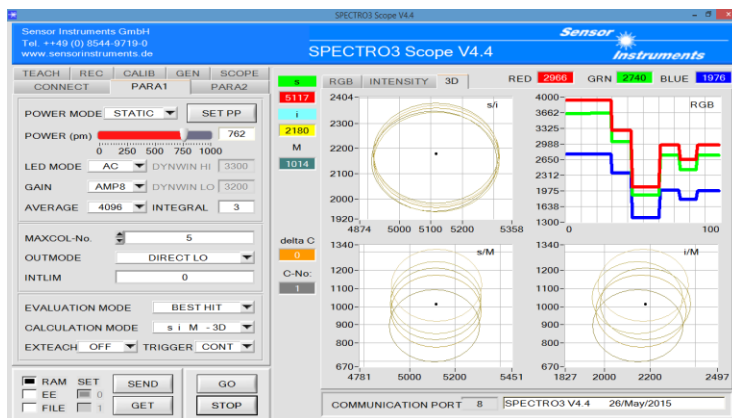 SPECTRO3 Scope V4.4
Sensor Instruments GmbH
Tel. ++49 (0) 8544-9719-0
www.sensorinstruments.de
SPECTRO3 Scope V4.4
Sensor
Instruments
TEACH REC CALIB GEN SCOPE
CONNECT PARA1 PARA2
POWER MODE STATIC SET PP
POWER (pm) 762
0 250 500 750 1000
LED MODE AC DYNWIN HI 3300
GAIN AMP8 DYNWIN LO 3200
AVERAGE 4096 INTEGRAL 3
MAXCOL-No. 5
OUTMODE DIRECT LO
INTLIM 0
EVALUATION MODE BEST HIT
CALCULATION MODE s i M - 3D
EXTEACH OFF TRIGGER CONT
RAM SET SEND GO
EE 0
FILE 1 GET STOP
s
5117
i
2180
M
1014
delta C
0
C-No:
1
RGB INTENSITY 3D RED 2966 GRN 2740 BLUE 1976
s/i
2404
2300
2200
2100
2000
1920
4874 5000 5100 5200 5358
RGB
4000
3662
3325
2988
2650
2312
1975
1638
1300
0 100
s/M
1340
1200
1100
1000
900
800
670
4781 5000 5200 5451
i/M
1340
1200
1100
1000
900
800
670
1827 2000 2200 2497
COMMUNICATION PORT 8 SPECTRO3 V4.4 26/May/2015